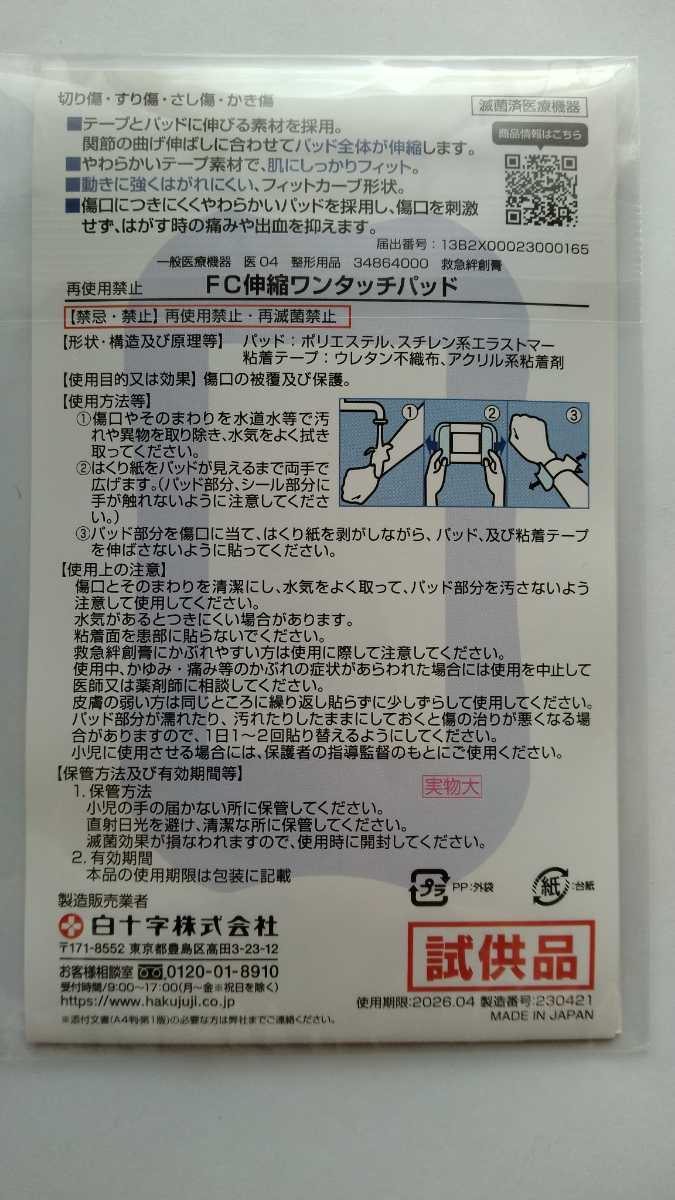 切り傷・すり傷・さし傷・かき傷
滅菌済医療機器
商品情報はこちら
■テープとパッドに伸びる素材を採用。
関節の曲げ伸ばしに合わせてパッド全体が伸縮します。
■やわらかいテープ素材で、肌にしっかりフィット。
■動きに強くはがれにくい、フィットカーブ形状。
■傷口につきにくくやわらかいパッドを採用し、傷口を刺激
せず、はがす時の痛みや出血を抑えます。
届出番号：13B2X00023000165
一般医療機器 医04 整形用品 34864000 救急絆創膏
再使用禁止 FC伸縮ワンタッチパッド
【禁忌・禁止】再使用禁止・再滅菌禁止
【形状・構造及び原理等】 パッド：ポリエステル、スチレン系エラストマー
粘着テープ：ウレタン不織布、アクリル系粘着剤
【使用目的又は効果】傷口の被覆及び保護。
【使用方法等】
①傷口やそのまわりを水道水等で汚
れや異物を取り除き、水気をよく拭き
取ってください。
②はくり紙をパッドが見えるまで両手で
広げます。（パッド部分、シール部分に
手が触れないように注意してくださ
い。）
① ② ③
③パッド部分を傷口に当て、はくり紙を剥がしながら、パッド、及び粘着テープ
を伸ばさないように貼ってください。
【使用上の注意】
傷口とそのまわりを清潔にし、水気をよく取って、パッド部分を汚さないよう
注意して使用してください。
水気があるとつきにくい場合があります。
粘着面を患部に貼らないでください。
救急絆創膏にかぶれやすい方は使用に際して注意してください。
使用中、かゆみ・痛み等のかぶれの症状があらわれた場合には使用を中止して
医師又は薬剤師に相談してください。
皮膚の弱い方は同じところに繰り返し貼らずに少しずらして使用してください。
パッド部分が濡れたり、汚れたりしたままにしておくと傷の治りが悪くなる場
合がありますので、1日1～2回貼り替えるようにしてください。
小児に使用させる場合には、保護者の指導監督のもとにご使用ください。
【保管方法及び有効期間等】
実物大
1. 保管方法
小児の手の届かない所に保管してください。
直射日光を避け、清潔な所に保管してください。
滅菌効果が損なわれますので、使用時に開封してください。
2. 有効期間
本品の使用期限は包装に記載
プラ PP：外袋
紙 ：台紙
製造販売業者
白十字株式会社
〒171-8552 東京都豊島区高田3-23-12
お客様相談室 0120-01-8910
受付時間/9:00～17:00(月～金※祝日を除く)
https://www.hakujuji.co.jp
※添付文書(A4判・第1版)の必要な方は弊社までご連絡ください。
試供品
使用期限：2026.04 製造番号：230421
MADE IN JAPAN